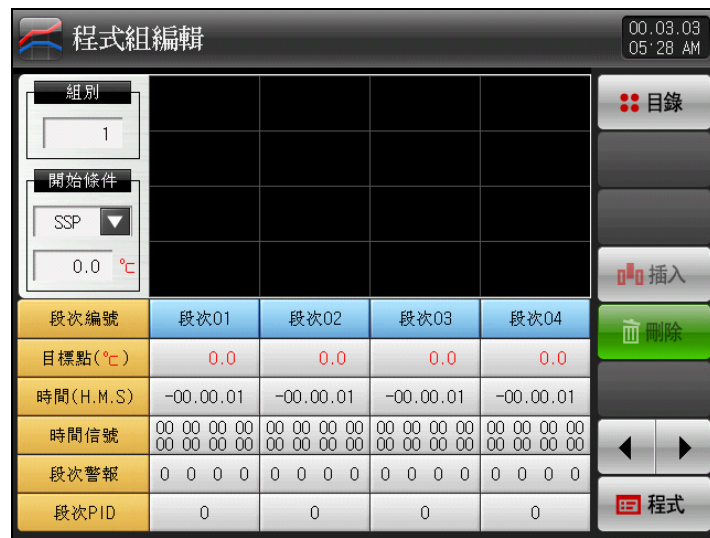 程式組編輯
00.03.03
05:28 AM
組別
1
開始條件
SSP
0.0 ℃
目錄
插入
刪除
程式
段次編號 段次01 段次02 段次03 段次04
目標點(℃) 0.0 0.0 0.0 0.0
時間(H.M.S) -00.00.01 -00.00.01 -00.00.01 -00.00.01
時間信號 00 00 00 00 00 00 00 00 00 00 00 00 00 00 00 00
00 00 00 00 00 00 00 00 00 00 00 00 00 00 00 00
段次警報 0 0 0 0 0 0 0 0 0 0 0 0 0 0 0 0
段次PID 0 0 0 0